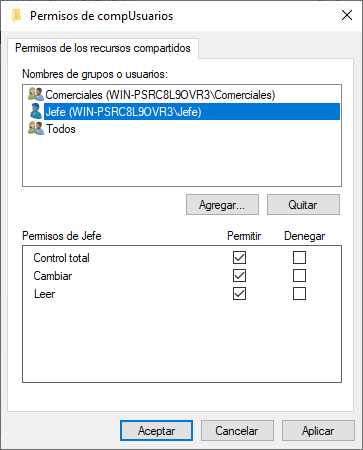 Permisos de compUsuarios
Permisos de los recursos compartidos
Nombres de grupos o usuarios:
Comerciales (WIN-PSRC8L9OVR3\Comerciales)
Jefe (WIN-PSRC8L9OVR3\Jefe)
Todos
Agregar... Quitar
Permisos de Jefe Permitir Denegar
Control total
Cambiar
Leer
Aceptar Cancelar Aplicar